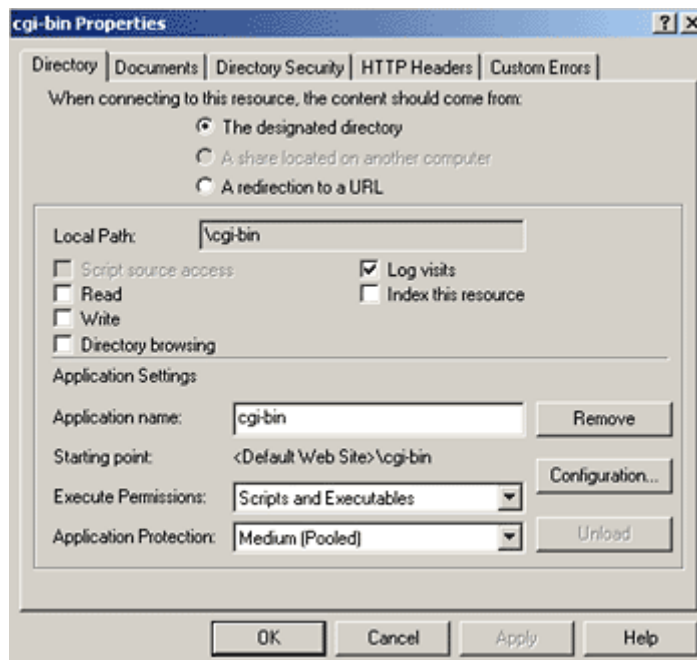 cgi-bin Properties
Directory Documents Directory Security HTTP Headers Custom Errors
When connecting to this resource, the content should come from:
The designated directory
A share located on another computer
A redirection to a URL
Local Path: \cgi-bin
Script source access Log visits
Read Index this resource
Write
Directory browsing
Application Settings
Application name: cgi-bin Remove
Starting point: <Default Web Site>\cgi-bin
Configuration...
Execute Permissions: Scripts and Executables
Application Protection: Medium (Pooled) Unload
OK Cancel Apply Help